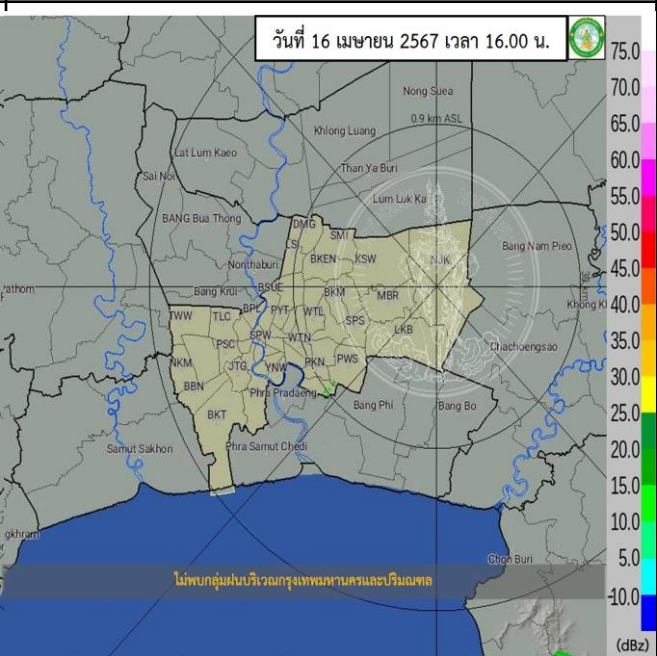 วันที่ 16 เมษายน 2567 เวลา 16.00 น.
75.0
70.0
65.0
60.0
55.0
50.0
45.0
40.0
35.0
30.0
25.0
20.0
15.0
10.0
5.0
-10.0
(dBz)
Nong Suea
0.9 km ASL
Khlong Luang
Lat Lum Kaeo
Than Ya Buri
Sai Noi
Lum Luk Ka
BANG Bua Thong
DMG
SMI
LSI
Bang Nam Pieo
BKEN
KSW
NJK
Nonthaburi
Bang Krui
BSUE
BKM
MBR
TWW
TLC
BPL
PYT
WTL
SPS
LKB
SPW
WTN
PSC
Chachoengsao
NKM
JTG
YNW
PKN
PWS
BBN
Phra Pradaeng
BKT
Bang Phi
Bang Bo
Samut Sakhon
Phra Samut Chedi
gkhram
Chon Buri
ไม่พบกลุ่มฝนบริเวณกรุงเทพมหานครและปริมณฑล